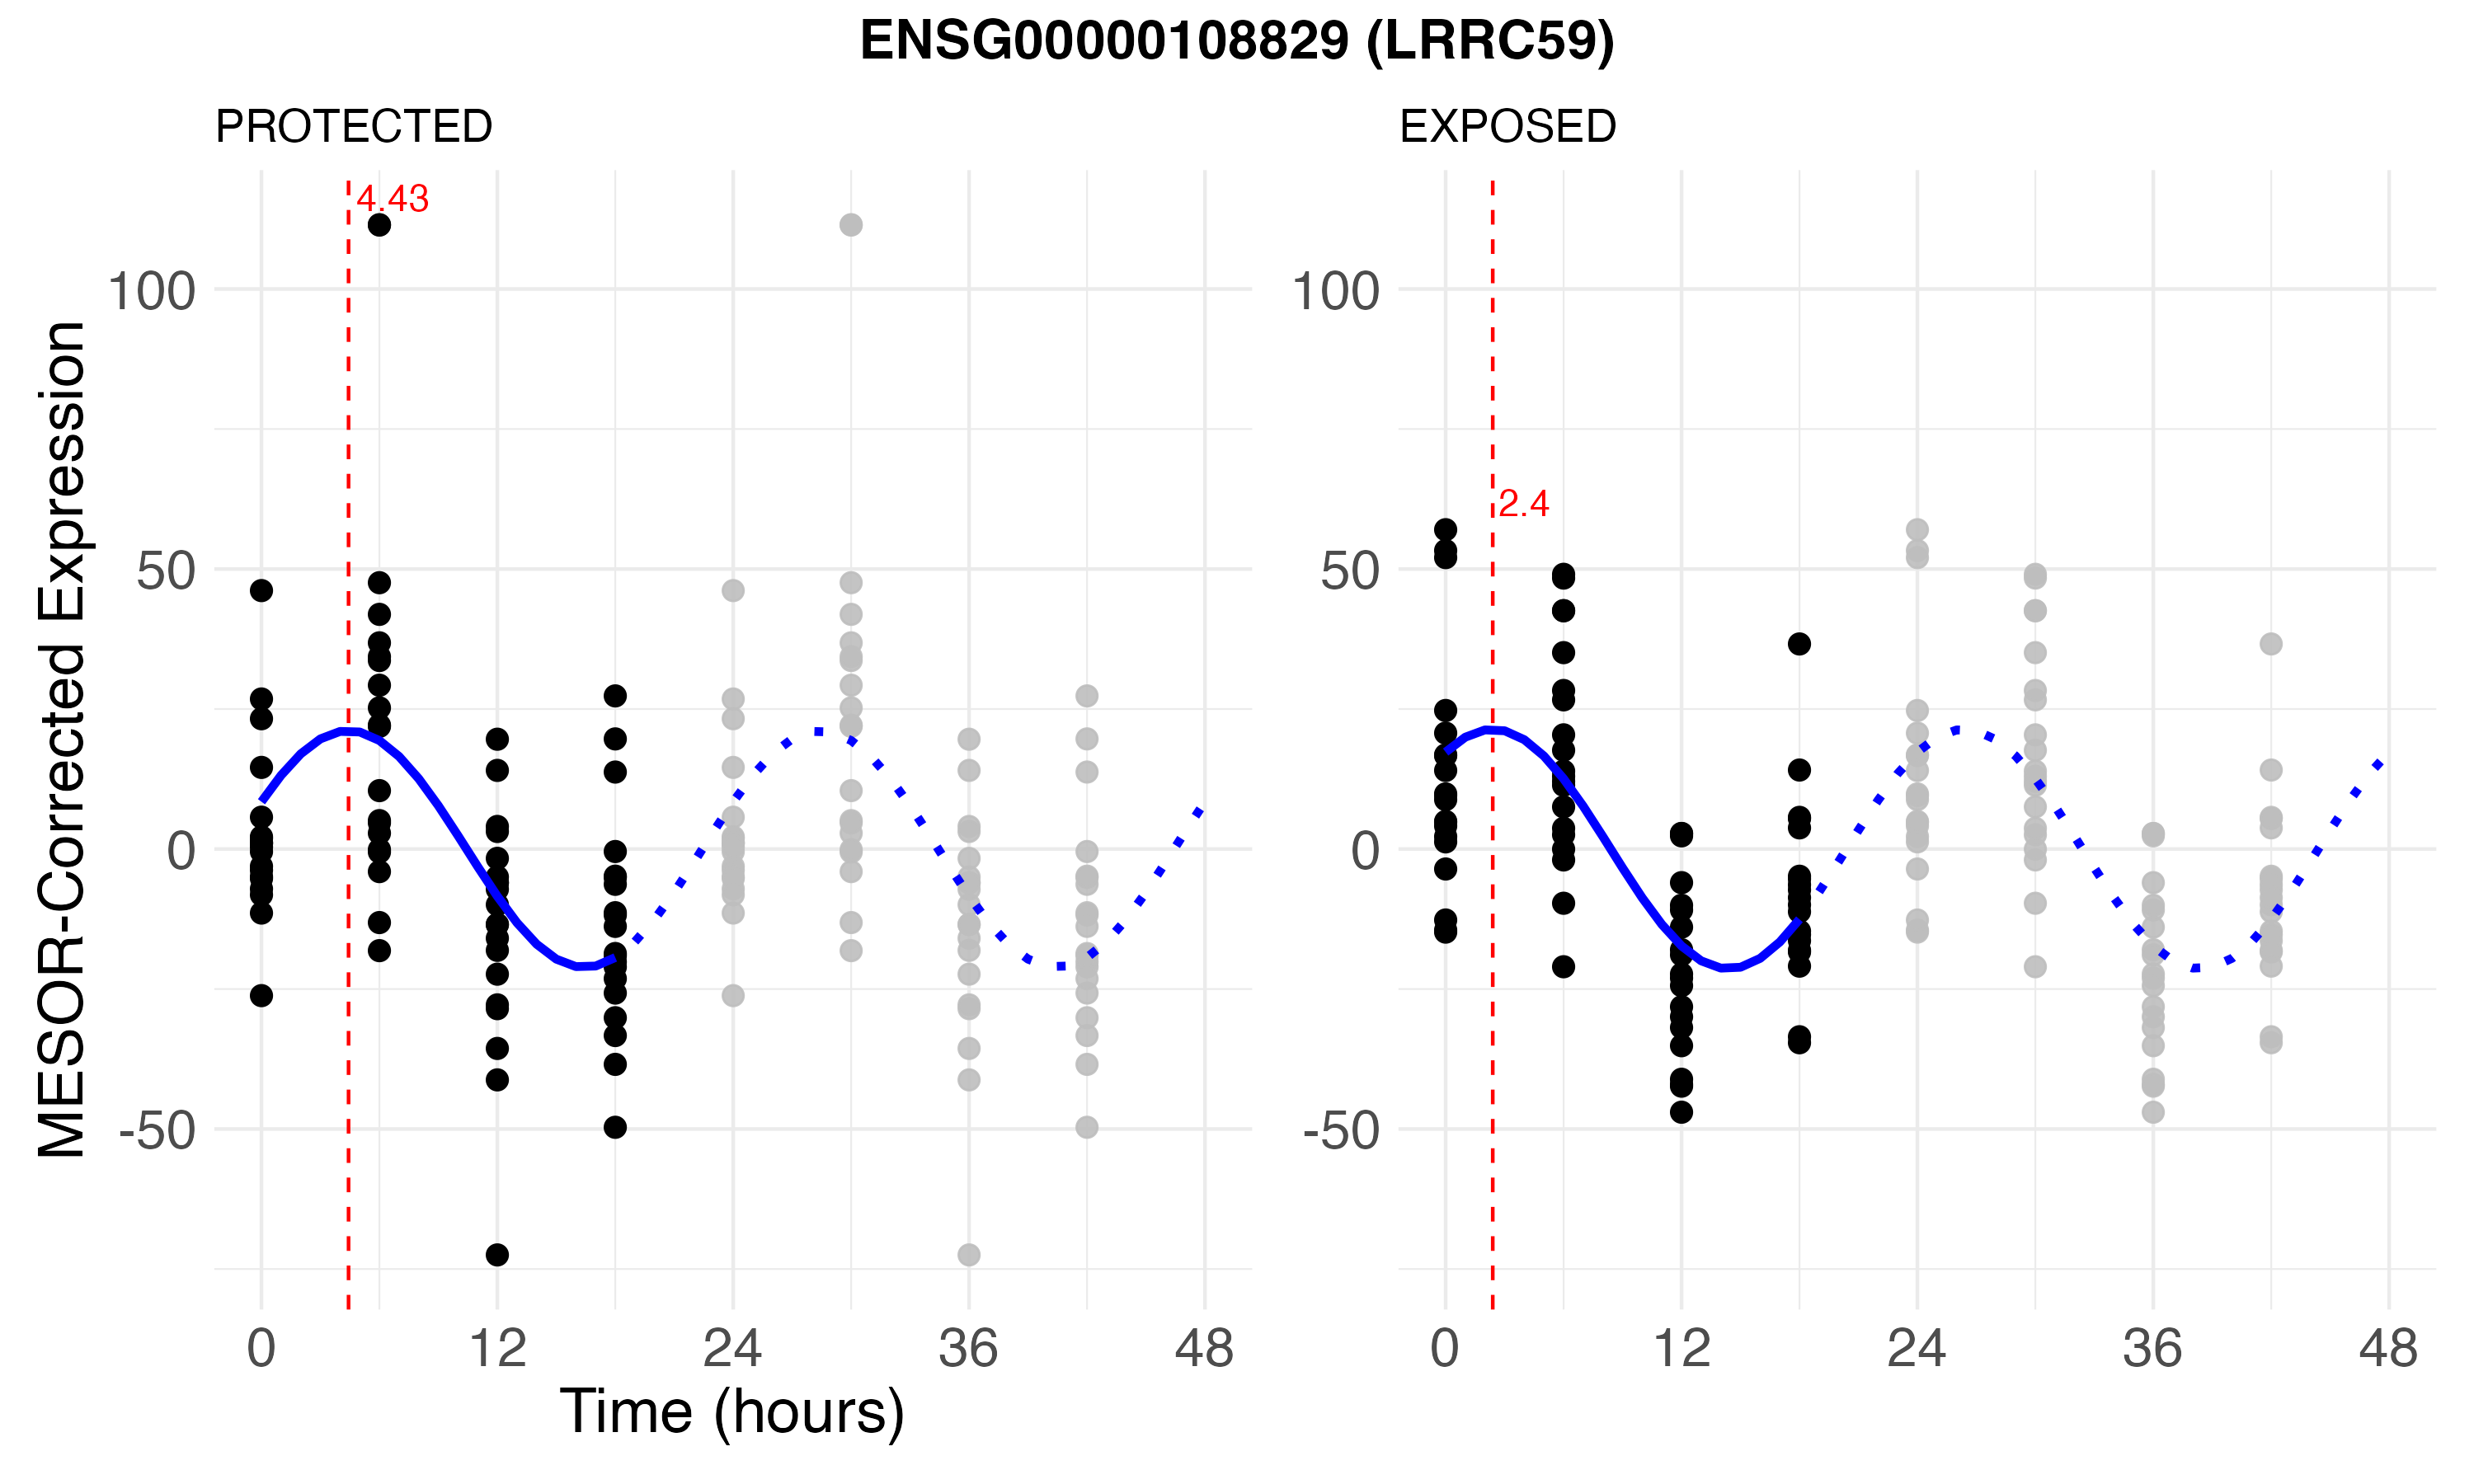 ENSG00000108829 (LRRC59)
PROTECTED
EXPOSED
MESOR-Corrected Expression
100
50
0
-50
4.43
0 12 24 36 48
Time (hours)
100
50
0
-50
2.4
0 12 24 36 48